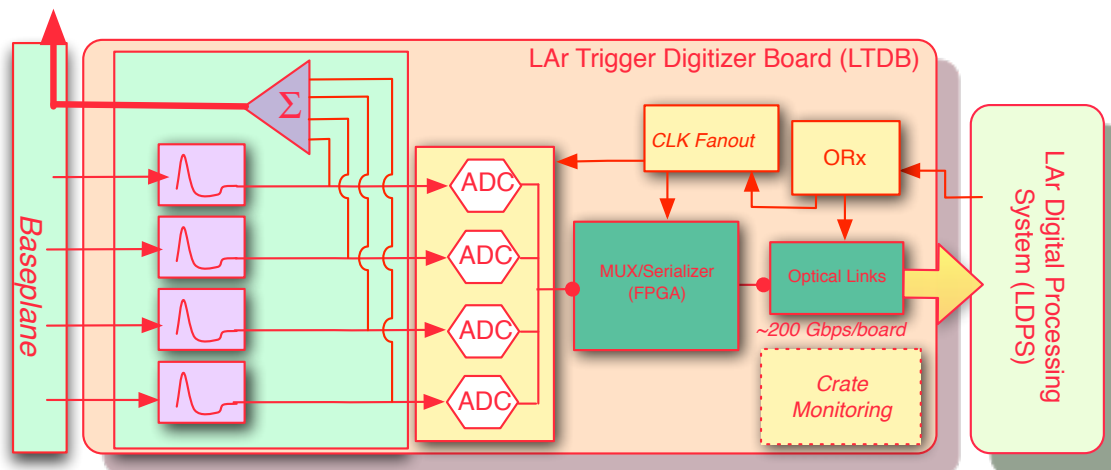 LAr Trigger Digitizer Board (LTDB)
Σ
Baseplane
ADC
ADC
ADC
ADC
CLK Fanout
ORx
MUX/Serializer
(FPGA)
Optical Links
~200 Gbps/board
Crate
Monitoring
LAr Digital Processing
System (LDPS)